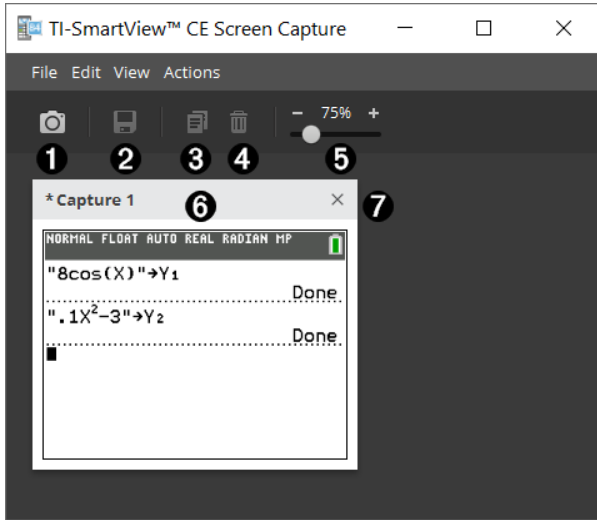 TI-SmartView™ CE Screen Capture
File Edit View Actions
− 75% +
1 2 3 4 5
*Capture 1 6 7
NORMAL FLOAT AUTO REAL RADIAN MP
"8cos(X)"→Y₁
Done
".1X²−3"→Y₂
Done